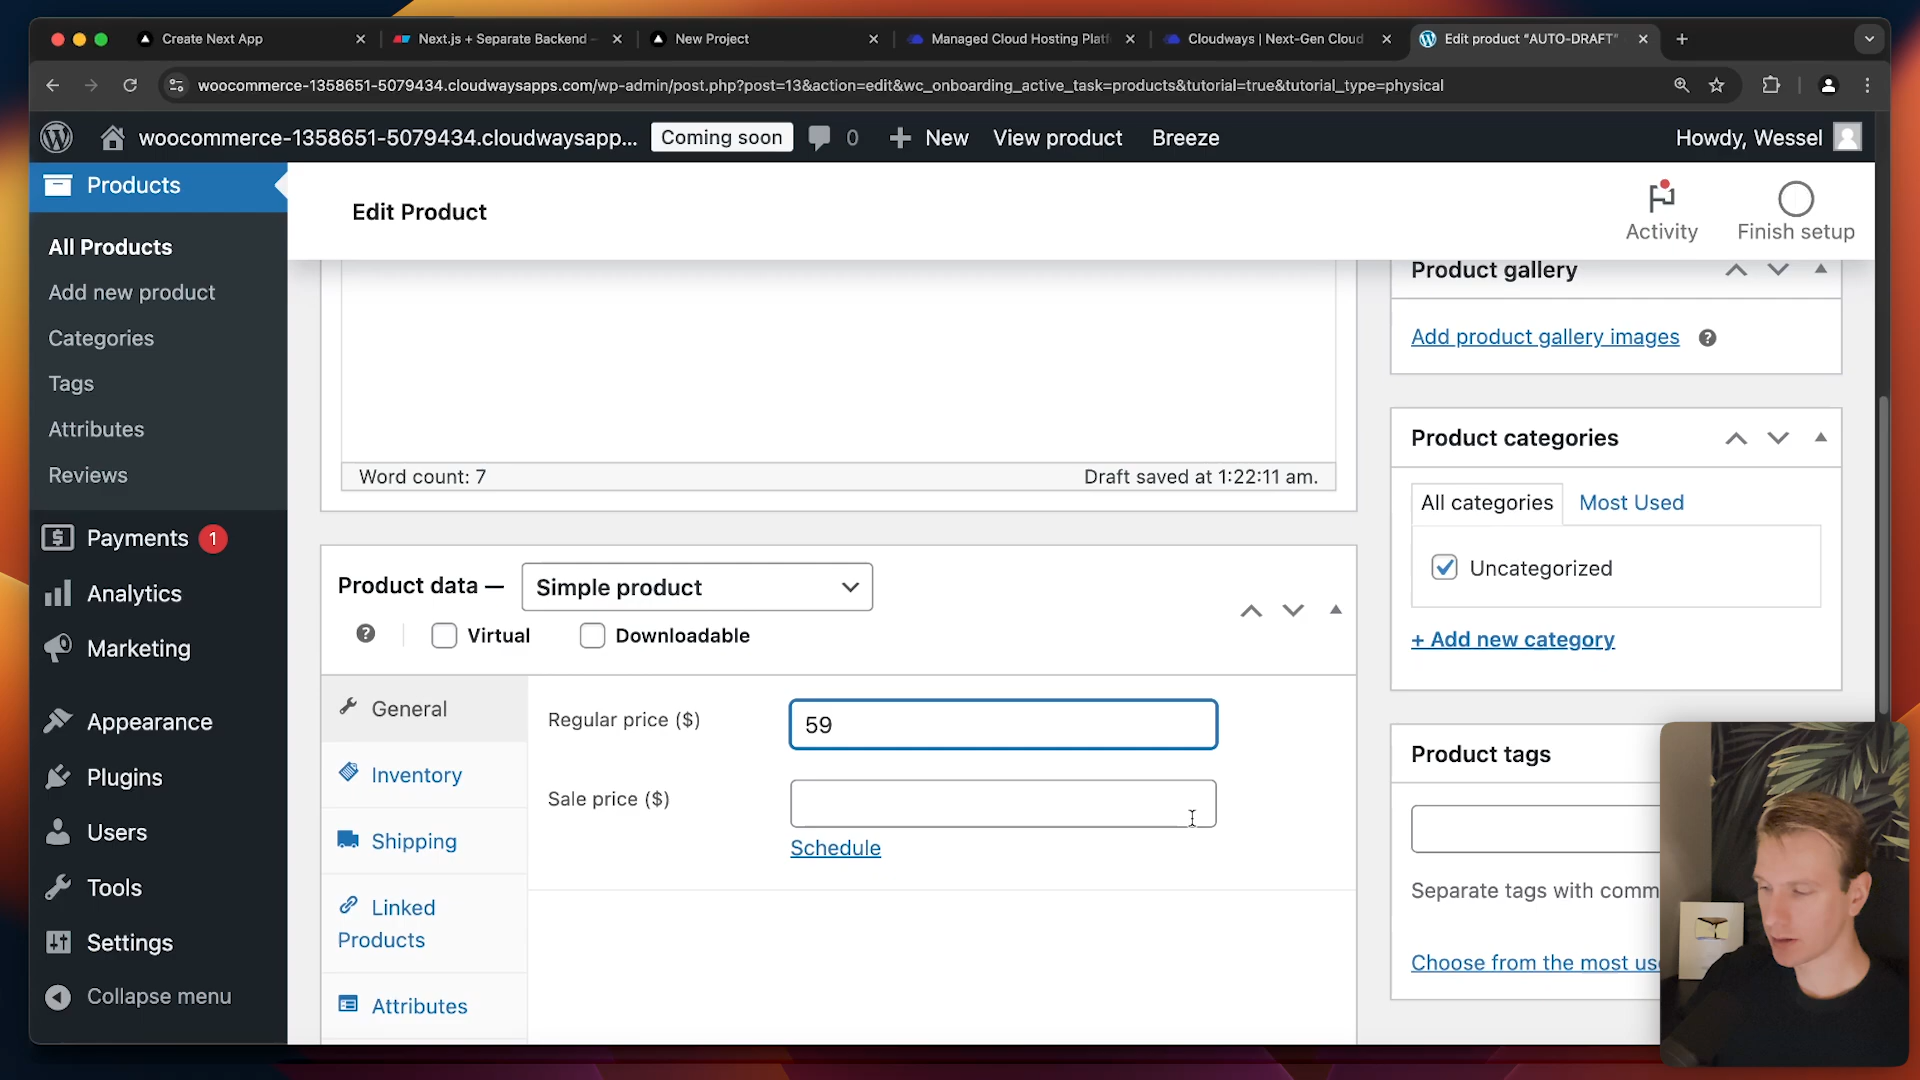 Create Next App
Next.js + Separate Backend -
New Project
Managed Cloud Hosting Platf
Cloudways | Next-Gen Cloud
Edit product "AUTO-DRAFT"
woocommerce-1358651-5079434.cloudwaysapps.com/wp-admin/post.php?post=13&action=edit&wc_onboarding_active_task=products&tutorial=true&tutorial_type=physical
woocommerce-1358651-5079434.cloudwaysapp...
Coming soon
0
New
View product
Breeze
Howdy, Wessel
Products
All Products
Add new product
Categories
Tags
Attributes
Reviews
Payments 1
Analytics
Marketing
Appearance
Plugins
Users
Tools
Settings
Collapse menu
Edit Product
Activity
Finish setup
Word count: 7
Draft saved at 1:22:11 am.
Product data —
Simple product
Virtual
Downloadable
General
Inventory
Shipping
Linked
Products
Attributes
Regular price ($)
59
Sale price ($)
Schedule
Product gallery
Add product gallery images
Product categories
All categories
Most Used
Uncategorized
+ Add new category
Product tags
Separate tags with comm
Choose from the most us